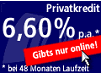 Privatkredit
6,60% p.a.*
Gibts nur online!
* bei 48 Monaten Laufzeit